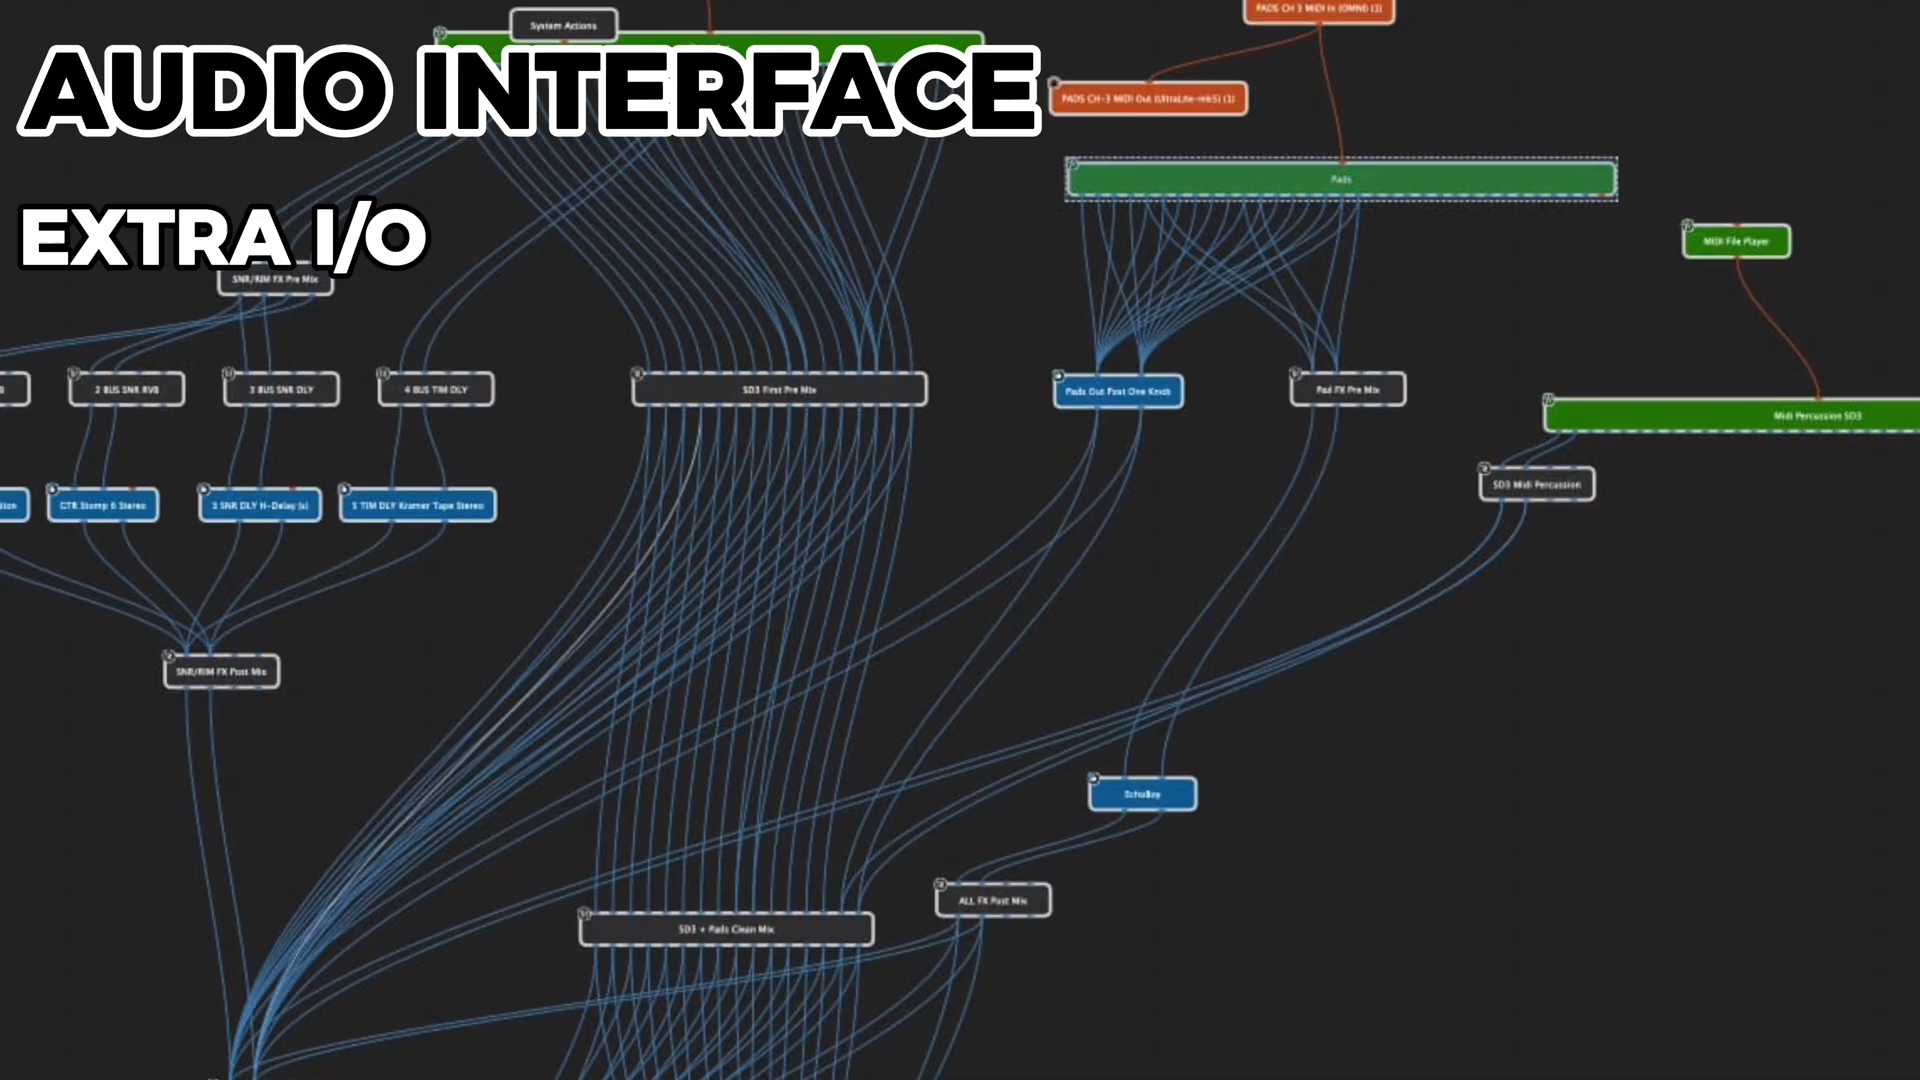 System Actions
PADS CH 3 MIDI In (OMNI) (1)
AUDIO INTERFACE
PADS CH-3 MIDI Out (UltraLite-mk5) (1)
Pads
EXTRA I/O
MIDI File Player
SNR/RIM FX Pre Mix
2 BUS SNR RVB
3 BUS SNR DLY
4 BUS TIM DLY
SD3 First Pre Mix
Pads Out Post One Knob
Pad FX Pre Mix
Midi Percussion SD3
SD3 Midi Percussion
GTR Stomp 6 Stereo
3 SNR DLY H-Delay (s)
5 TIM DLY Kramer Tape Stereo
SNR/RIM FX Post Mix
EchoBoy
ALL FX Post Mix
SD3 + Pads Clean Mix